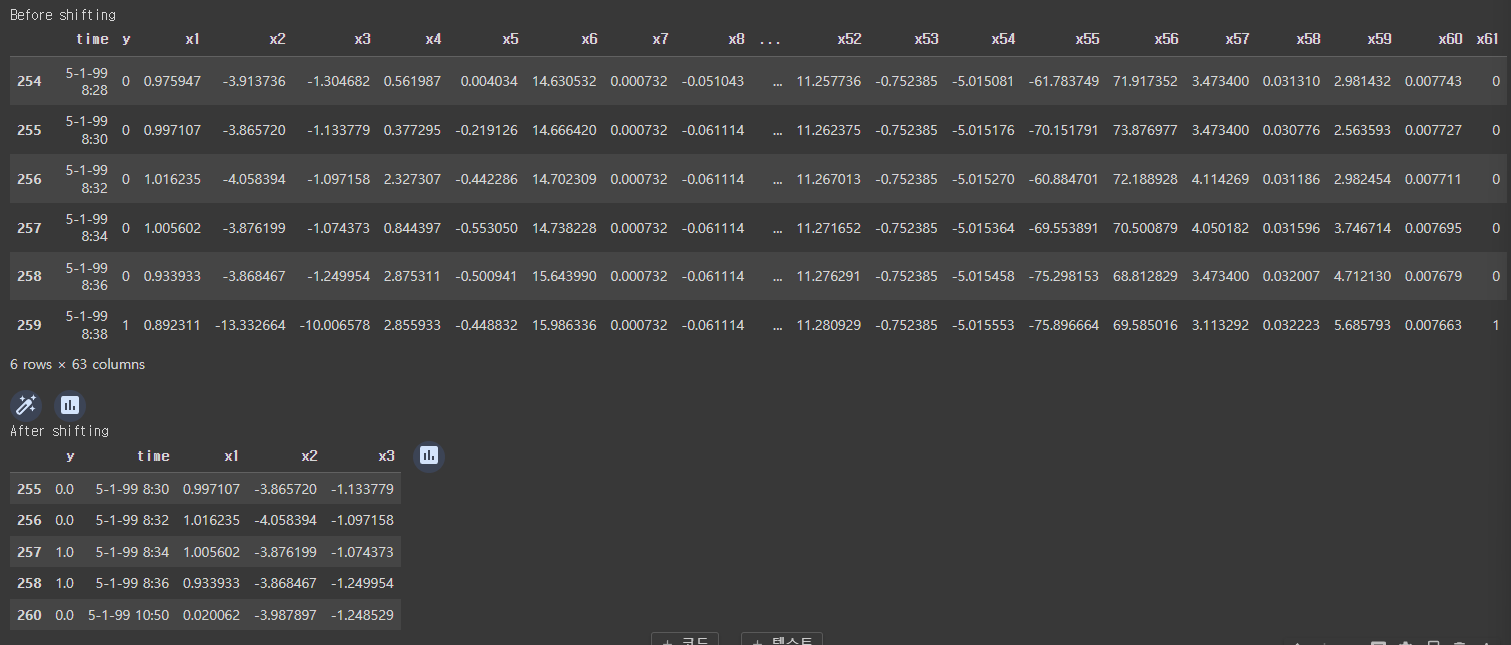 Before shifting
time y x1 x2 x3 x4 x5 x6 x7 x8 ... x52 x53 x54 x55 x56 x57 x58 x59 x60 x61
254 5-1-99 8:28 0 0.975947 -3.913736 -1.304682 0.561987 0.004034 14.630532 0.000732 -0.051043 ... 11.257736 -0.752385 -5.015081 -61.783749 71.917352 3.473400 0.031310 2.981432 0.007743 0
255 5-1-99 8:30 0 0.997107 -3.865720 -1.133779 0.377295 -0.219126 14.666420 0.000732 -0.061114 ... 11.262375 -0.752385 -5.015176 -70.151791 73.876977 3.473400 0.030776 2.563593 0.007727 0
256 5-1-99 8:32 0 1.016235 -4.058394 -1.097158 2.327307 -0.442286 14.702309 0.000732 -0.061114 ... 11.267013 -0.752385 -5.015270 -60.884701 72.188928 4.114269 0.031186 2.982454 0.007711 0
257 5-1-99 8:34 0 1.005602 -3.876199 -1.074373 0.844397 -0.553050 14.738228 0.000732 -0.061114 ... 11.271652 -0.752385 -5.015364 -69.553891 70.500879 4.050182 0.031596 3.746714 0.007695 0
258 5-1-99 8:36 0 0.933933 -3.868467 -1.249954 2.875311 -0.500941 15.643990 0.000732 -0.061114 ... 11.276291 -0.752385 -5.015458 -75.298153 68.812829 3.473400 0.032007 4.712130 0.007679 0
259 5-1-99 8:38 1 0.892311 -13.332664 -10.006578 2.855933 -0.448832 15.986336 0.000732 -0.061114 ... 11.280929 -0.752385 -5.015553 -75.896664 69.585016 3.113292 0.032223 5.685793 0.007663 1
6 rows × 63 columns
After shifting
y time x1 x2 x3
255 0.0 5-1-99 8:30 0.997107 -3.865720 -1.133779
256 0.0 5-1-99 8:32 1.016235 -4.058394 -1.097158
257 1.0 5-1-99 8:34 1.005602 -3.876199 -1.074373
258 1.0 5-1-99 8:36 0.933933 -3.868467 -1.249954
260 0.0 5-1-99 10:50 0.020062 -3.987897 -1.248529